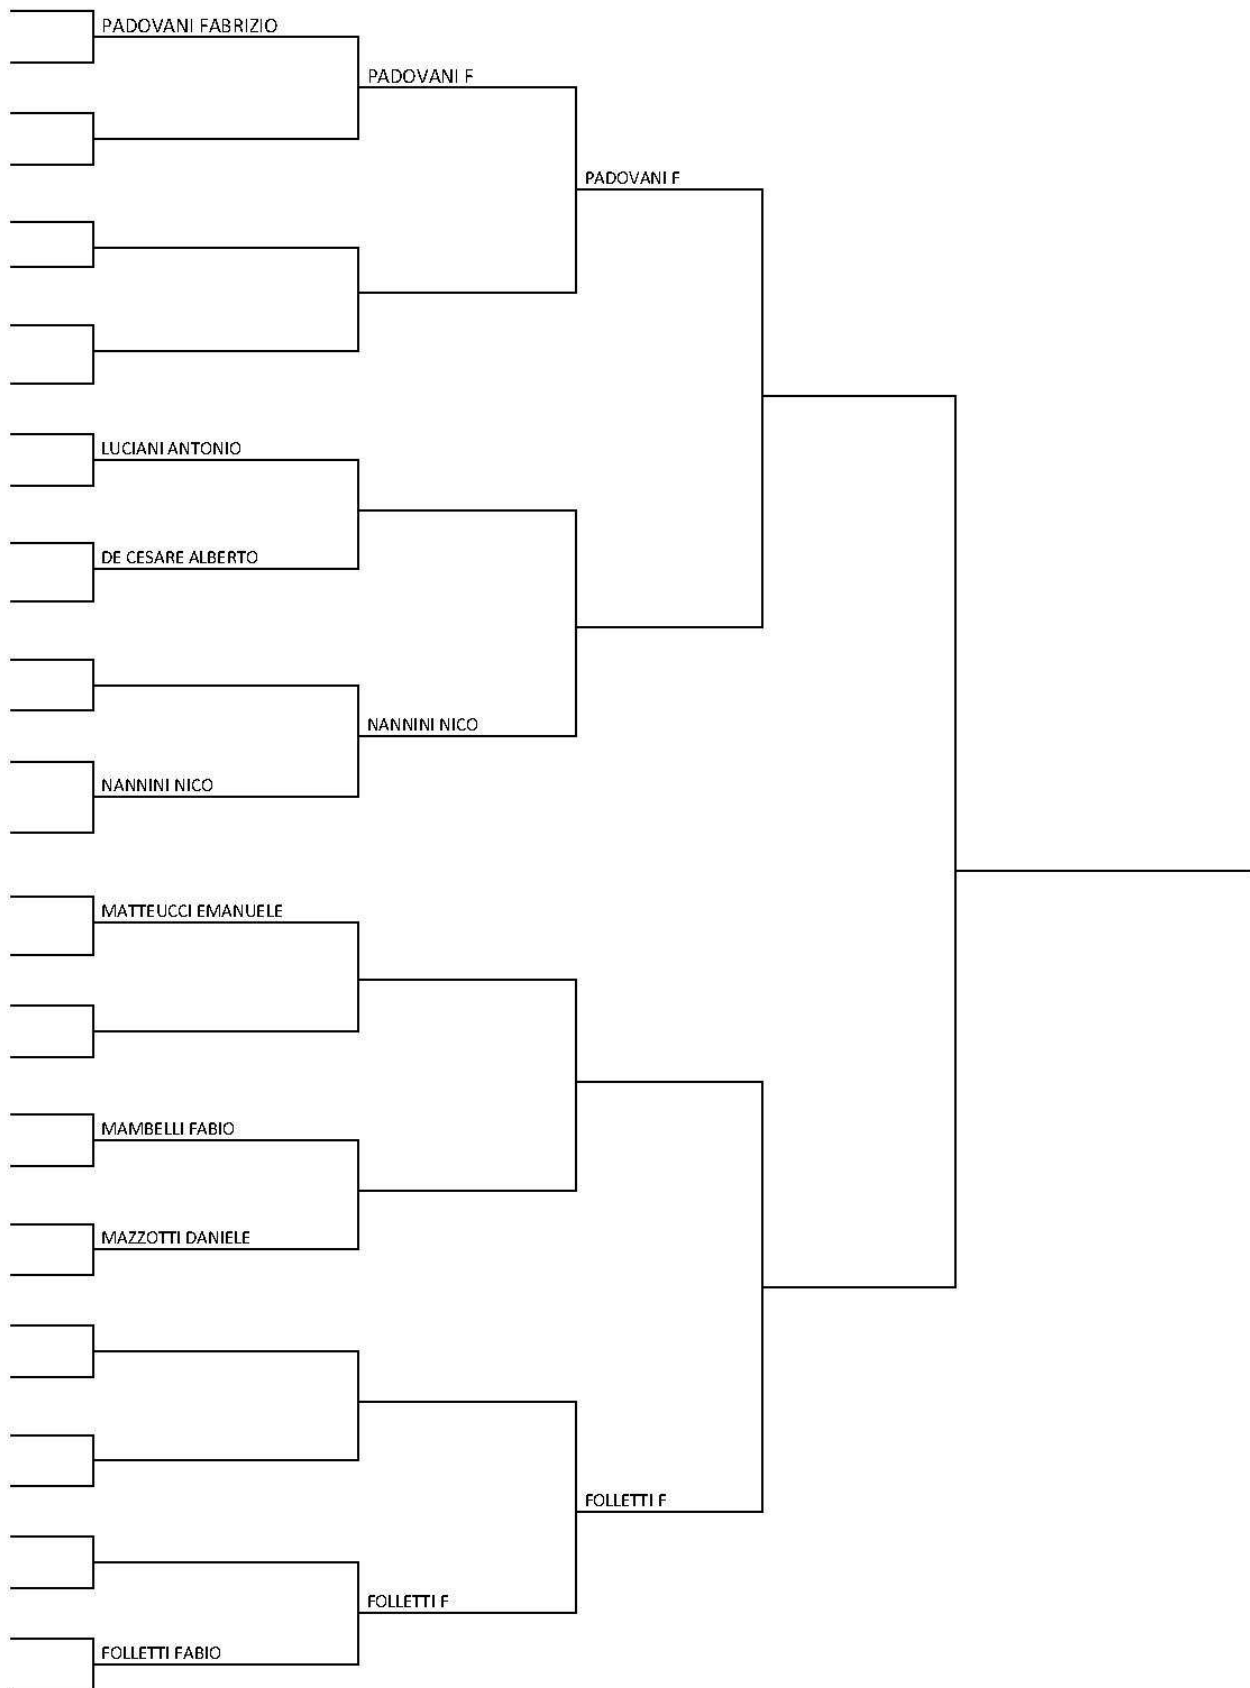 PADOVANI FABRIZIO
PADOVANI F
PADOVANI F
LUCIANI ANTONIO
DE CESARE ALBERTO
NANNINI NICO
NANNINI NICO
MATTEUCCI EMANUELE
MAMBELLI FABIO
MAZZOTTI DANIELE
FOLLETTI F
FOLLETTI F
FOLLETTI FABIO